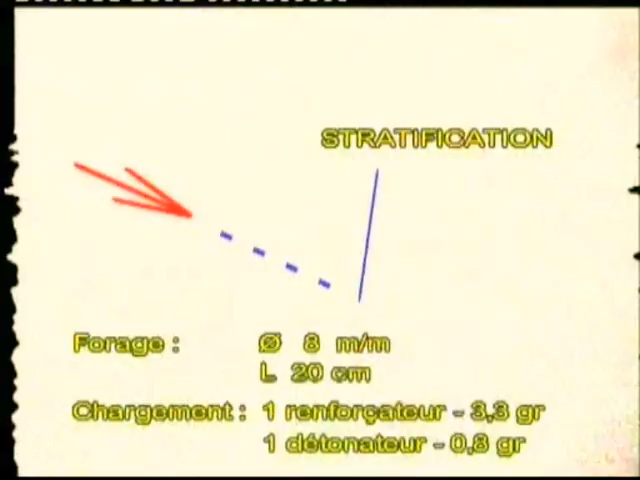 STRATIFICATION
Forage : Ø 8 m/m
L 20 cm
Chargement : 1 renforçateur - 3,3 gr
1 détonateur - 0,8 gr